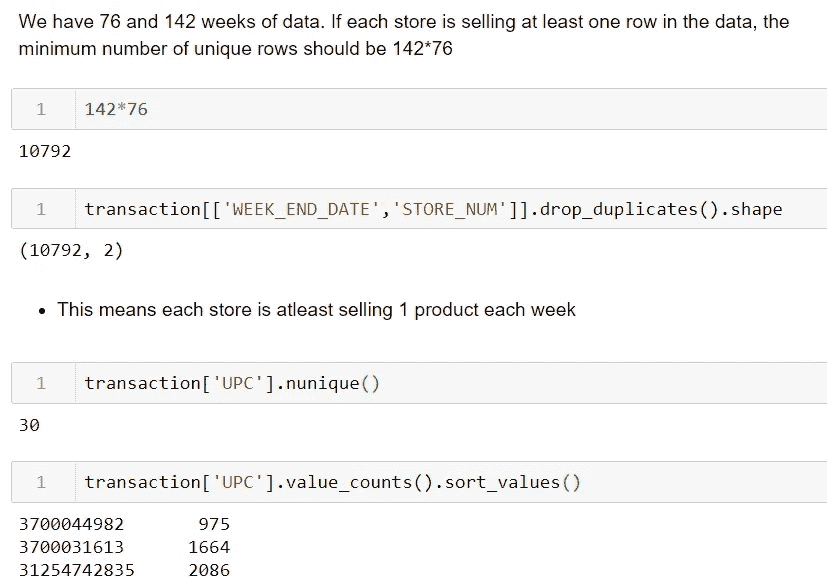 We have 76 and 142 weeks of data. If each store is selling at least one row in the data, the
minimum number of unique rows should be 142*76
1 142*76
10792
1 transaction[['WEEK_END_DATE','STORE_NUM']].drop_duplicates().shape
(10792, 2)
• This means each store is atleast selling 1 product each week
1 transaction['UPC'].nunique()
30
1 transaction['UPC'].value_counts().sort_values()
3700044982 975
3700031613 1664
31254742835 2086